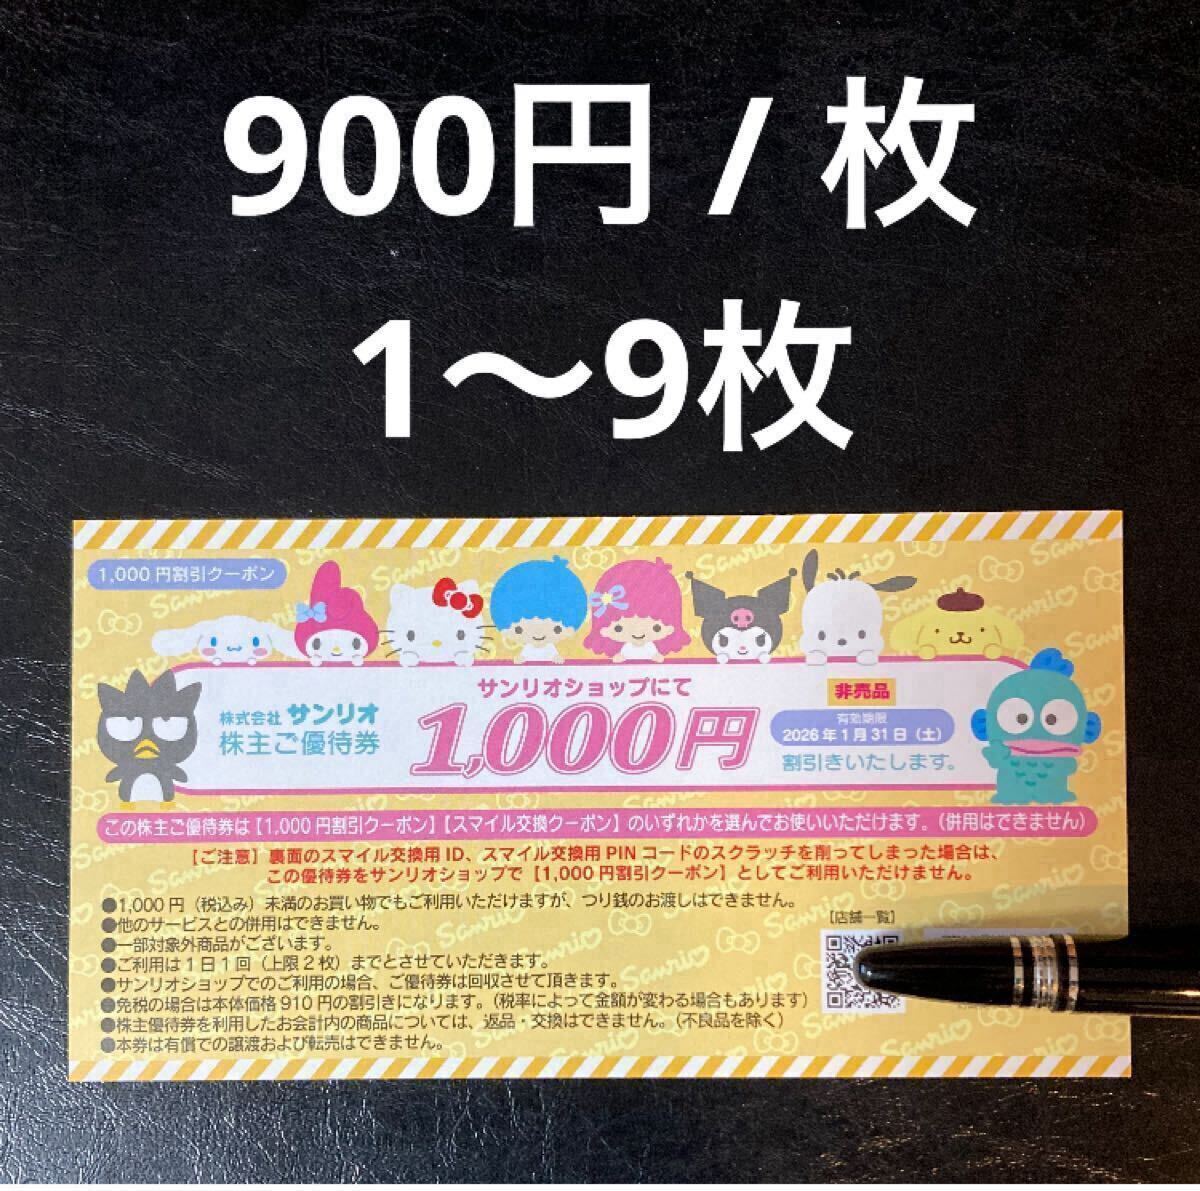 900円 / 枚
1〜9枚
1,000円割引クーポン
サンリオショップにて
非売品
株式会社 サンリオ
株主ご優待券
1,000円
有効期限
2026年1月31日（土）
割引きいたします。
この株主ご優待券は【1,000円割引クーポン】【スマイル交換クーポン】のいずれかを選んでお使いいただけます。（併用はできません）
【ご注意】裏面のスマイル交換用ID、スマイル交換用PINコードのスクラッチを削ってしまった場合は、
この優待券をサンリオショップで【1,000円割引クーポン】としてご利用いただけません。
●1,000円（税込み）未満のお買い物でもご利用いただけますが、つり銭のお渡しはできません。
●他のサービスとの併用はできません。
●一部対象外商品がございます。
●ご利用は1日1回（上限2枚）までとさせていただきます。
●サンリオショップでのご利用の場合、ご優待券は回収させて頂きます。
●免税の場合は本体価格910円の割引きになります。（税率によって金額が変わる場合もあります）
●株主優待券を利用したお会計内の商品については、返品・交換はできません。（不良品を除く）
●本券は有償での譲渡および転売はできません。
【店舗一覧】